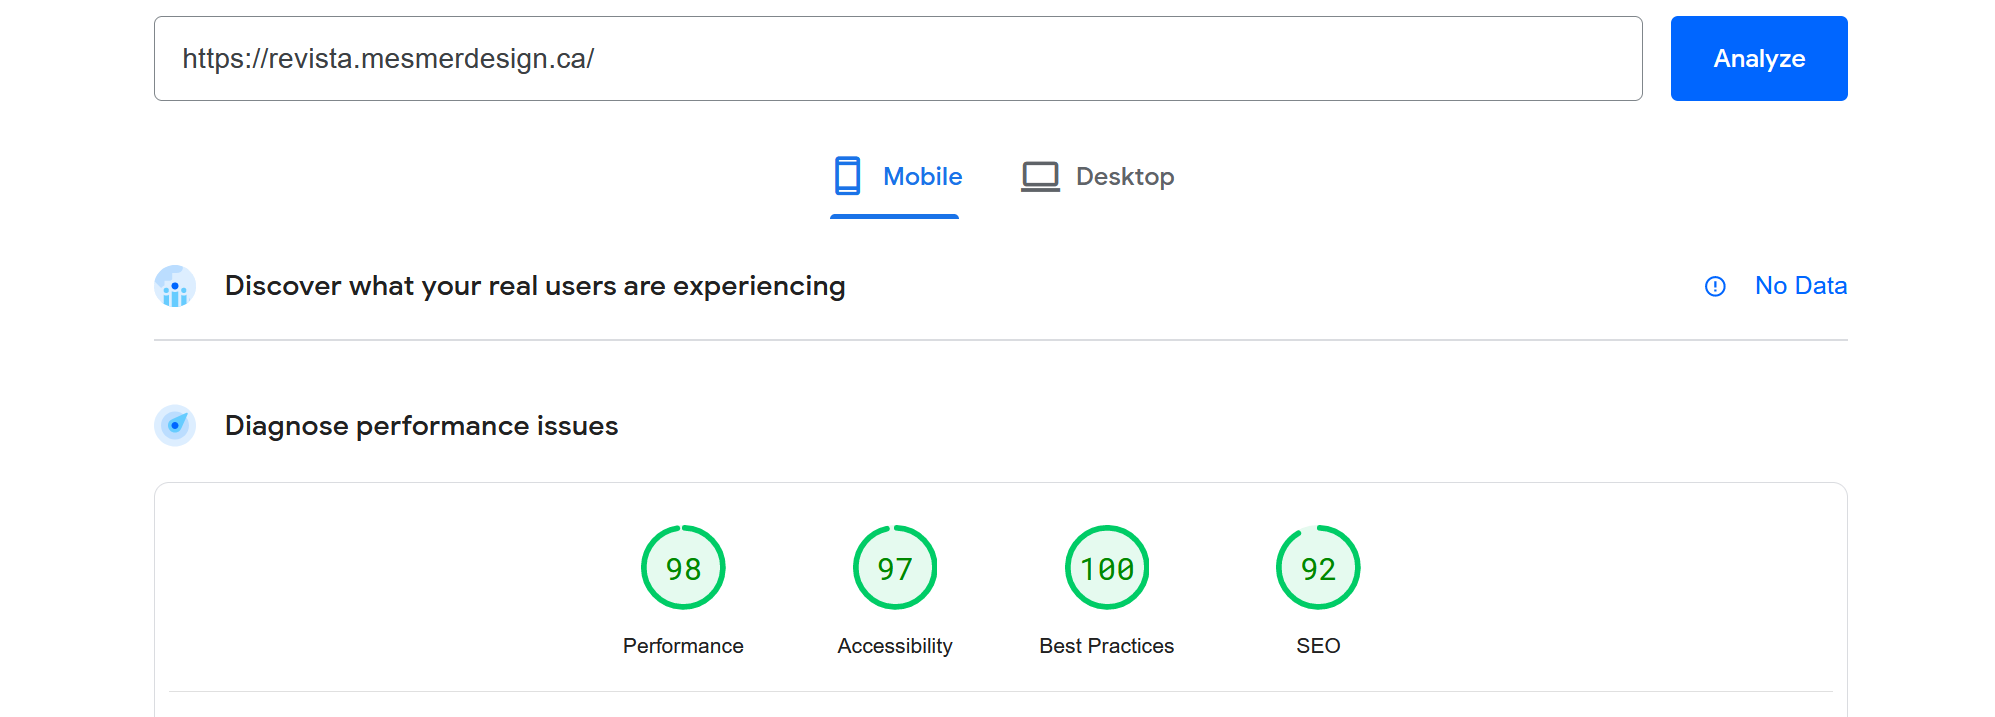 https://revista.mesmerdesign.ca/
Analyze
Mobile
Desktop
Discover what your real users are experiencing
No Data
Diagnose performance issues
98
97
100
92
Performance
Accessibility
Best Practices
SEO